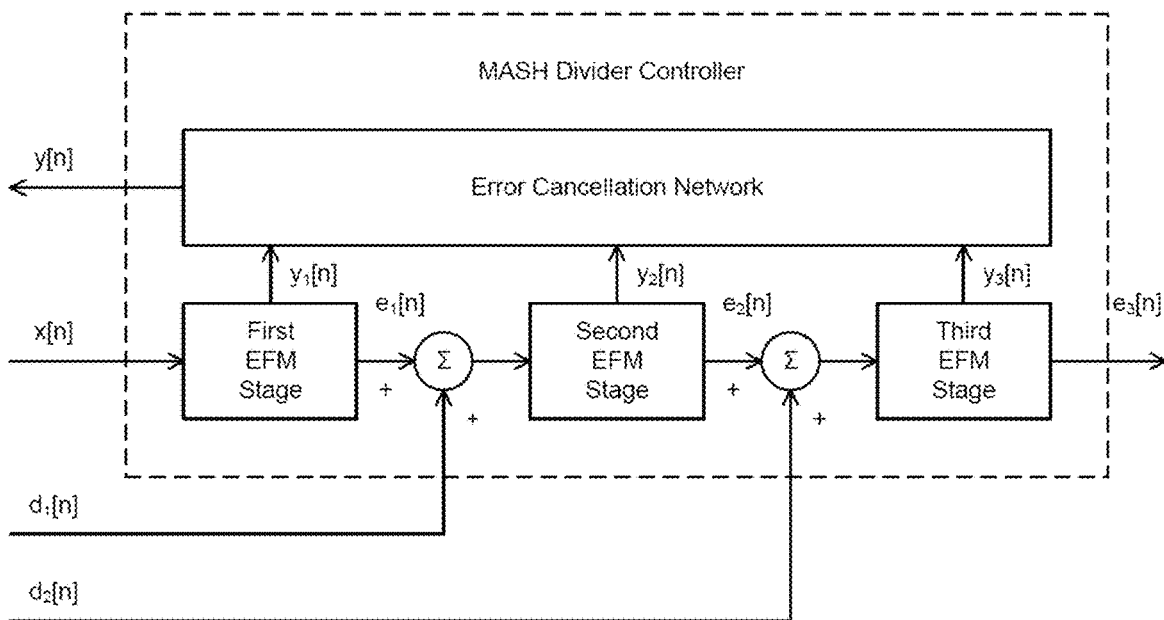 MASH Divider Controller
y[n]
Error Cancellation Network
y₁[n]
y₂[n]
y₃[n]
x[n]
e₁[n]
e₂[n]
e₃[n]
First
EFM
Stage
Σ
Second
EFM
Stage
Σ
Third
EFM
Stage
+
+
+
+
d₁[n]
d₂[n]